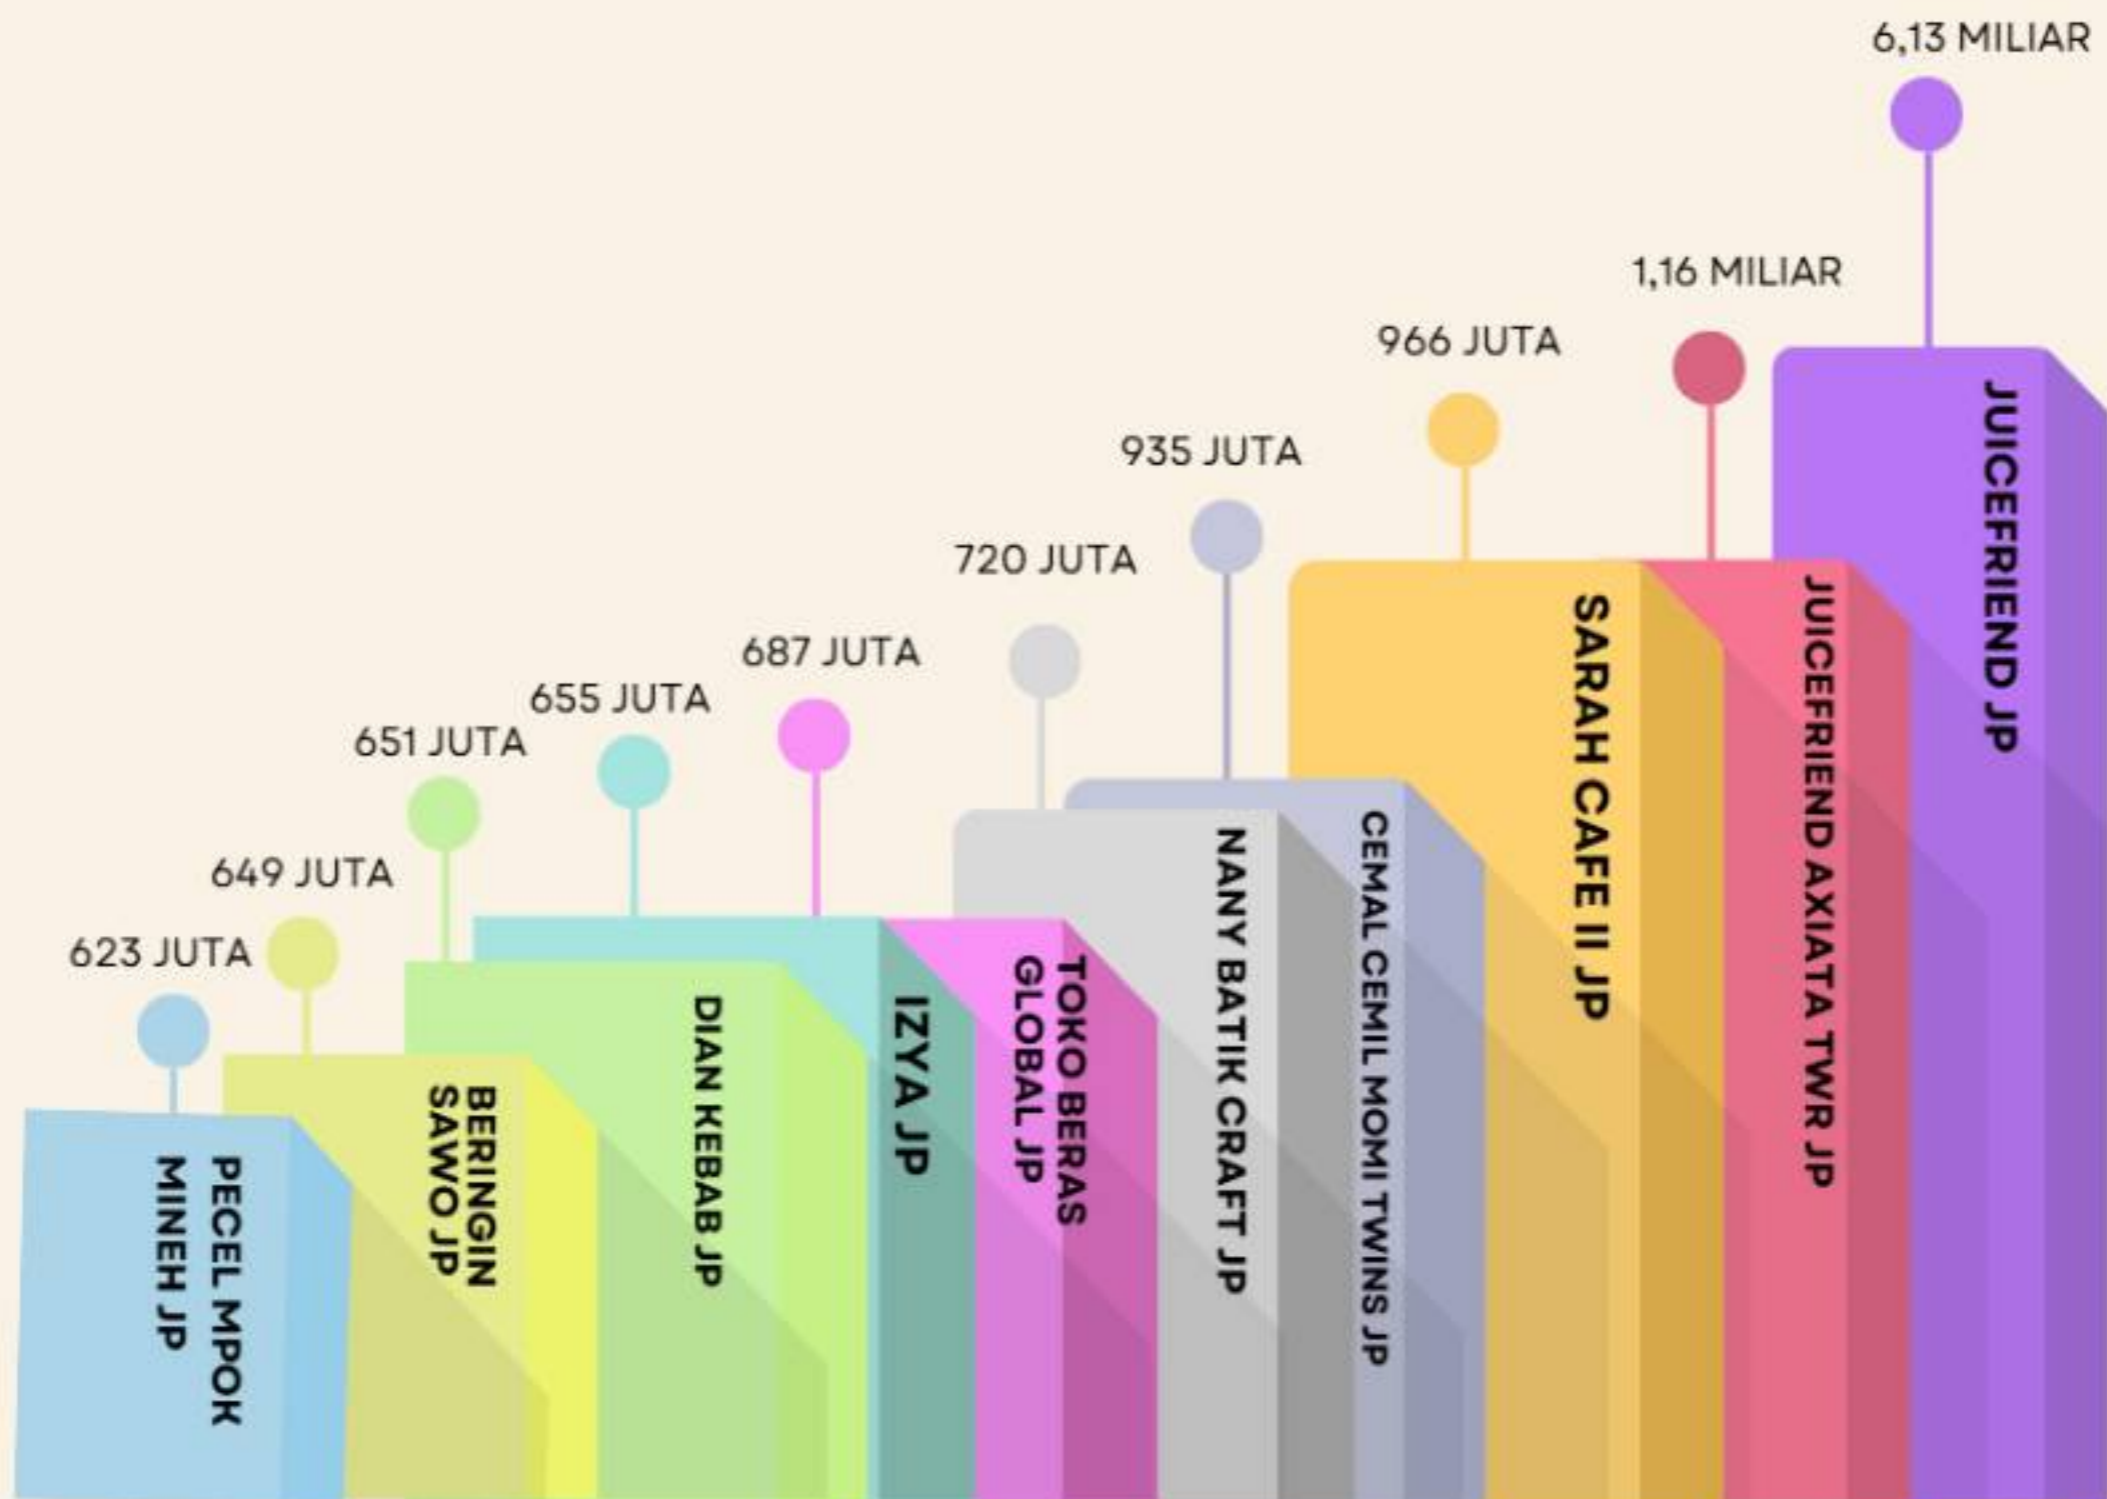 623 JUTA
PECEL MPOK
MINEH JP
649 JUTA
BERINGIN
SAWO JP
651 JUTA
DIAN KEBAB JP
655 JUTA
IZYA JP
687 JUTA
TOKO BERAS
GLOBAL JP
720 JUTA
NANY BATIK CRAFT JP
935 JUTA
CEMAL CEMIL MOMI TWINS JP
966 JUTA
SARAH CAFE II JP
1,16 MILIAR
JUICEFRIEND AXIATA TWR JP
6,13 MILIAR
JUICEFRIEND JP